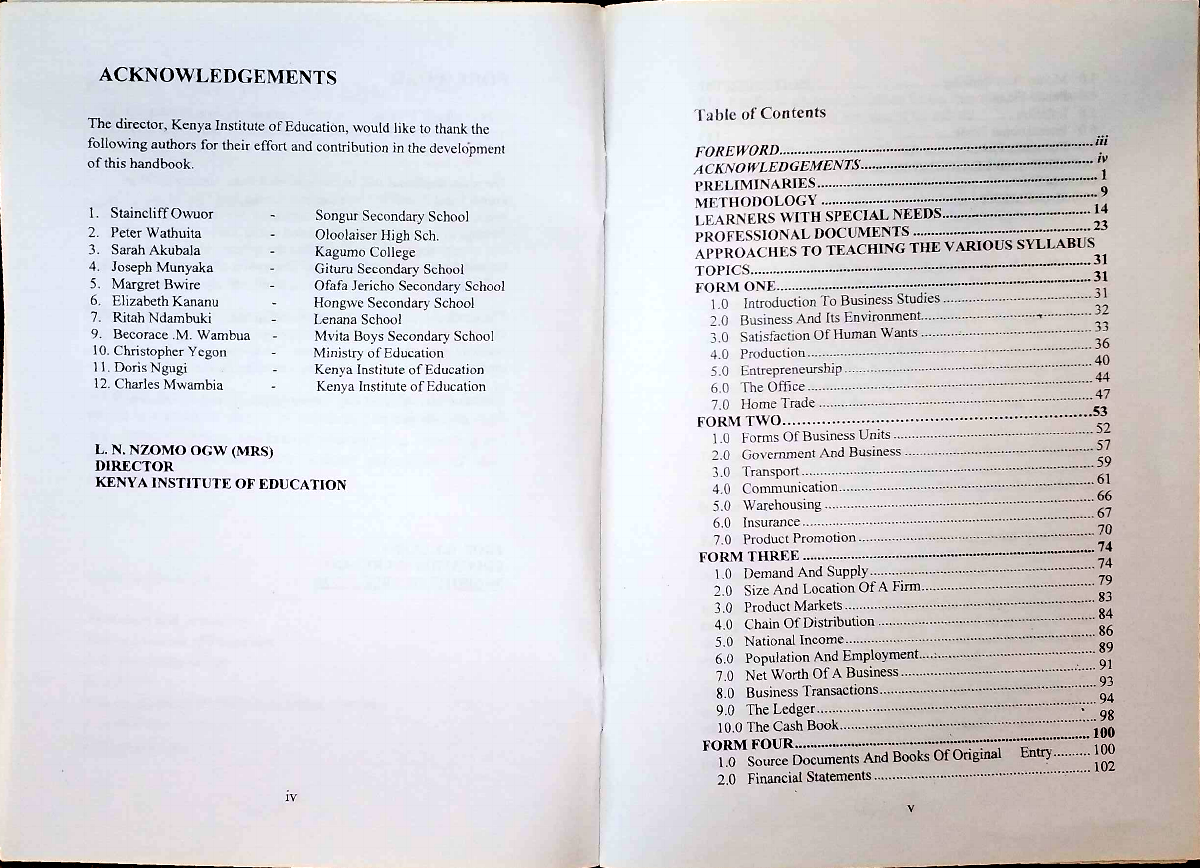 ACKNOWLEDGEMENTS
The director, Kenya Institute of Education, would like to thank the
following authors for their effort and contribution in the development
of this handbook.
1. Staincliff Owuor - Songur Secondary School
2. Peter Wathuita - Oloolaiser High Sch.
3. Sarah Akubala - Kagumo College
4. Joseph Munyaka - Gituru Secondary School
5. Margret Bwire - Ofafa Jericho Secondary School
6. Elizabeth Kananu - Hongwe Secondary School
7. Ritah Ndambuki - Lenana School
9. Becorace .M. Wambua - Mvita Boys Secondary School
10. Christopher Yegon - Ministry of Education
11. Doris Ngugi - Kenya Institute of Education
12. Charles Mwambia - Kenya Institute of Education
L. N. NZOMO OGW (MRS)
DIRECTOR
KENYA INSTITUTE OF EDUCATION
iv
Table of Contents
FOREWORD..........iii
ACKNOWLEDGEMENTS..........iv
PRELIMINARIES..........1
METHODOLOGY ..........9
LEARNERS WITH SPECIAL NEEDS..........14
PROFESSIONAL DOCUMENTS ..........23
APPROACHES TO TEACHING THE VARIOUS SYLLABUS
TOPICS..........31
FORM ONE..........31
1.0 Introduction To Business Studies ..........31
2.0 Business And Its Environment..........32
3.0 Satisfaction Of Human Wants ..........33
4.0 Production..........36
5.0 Entrepreneurship ..........40
6.0 The Office ..........44
7.0 Home Trade ..........47
FORM TWO..........53
1.0 Forms Of Business Units ..........52
2.0 Government And Business ..........57
3.0 Transport..........59
4.0 Communication..........61
5.0 Warehousing ..........66
6.0 Insurance..........67
7.0 Product Promotion ..........70
FORM THREE ..........74
1.0 Demand And Supply..........74
2.0 Size And Location Of A Firm..........79
3.0 Product Markets..........83
4.0 Chain Of Distribution ..........84
5.0 National Income..........86
6.0 Population And Employment..........89
7.0 Net Worth Of A Business ..........91
8.0 Business Transactions..........93
9.0 The Ledger..........94
10.0 The Cash Book..........98
FORM FOUR..........100
1.0 Source Documents And Books Of Original Entry..........100
2.0 Financial Statements ..........102
v